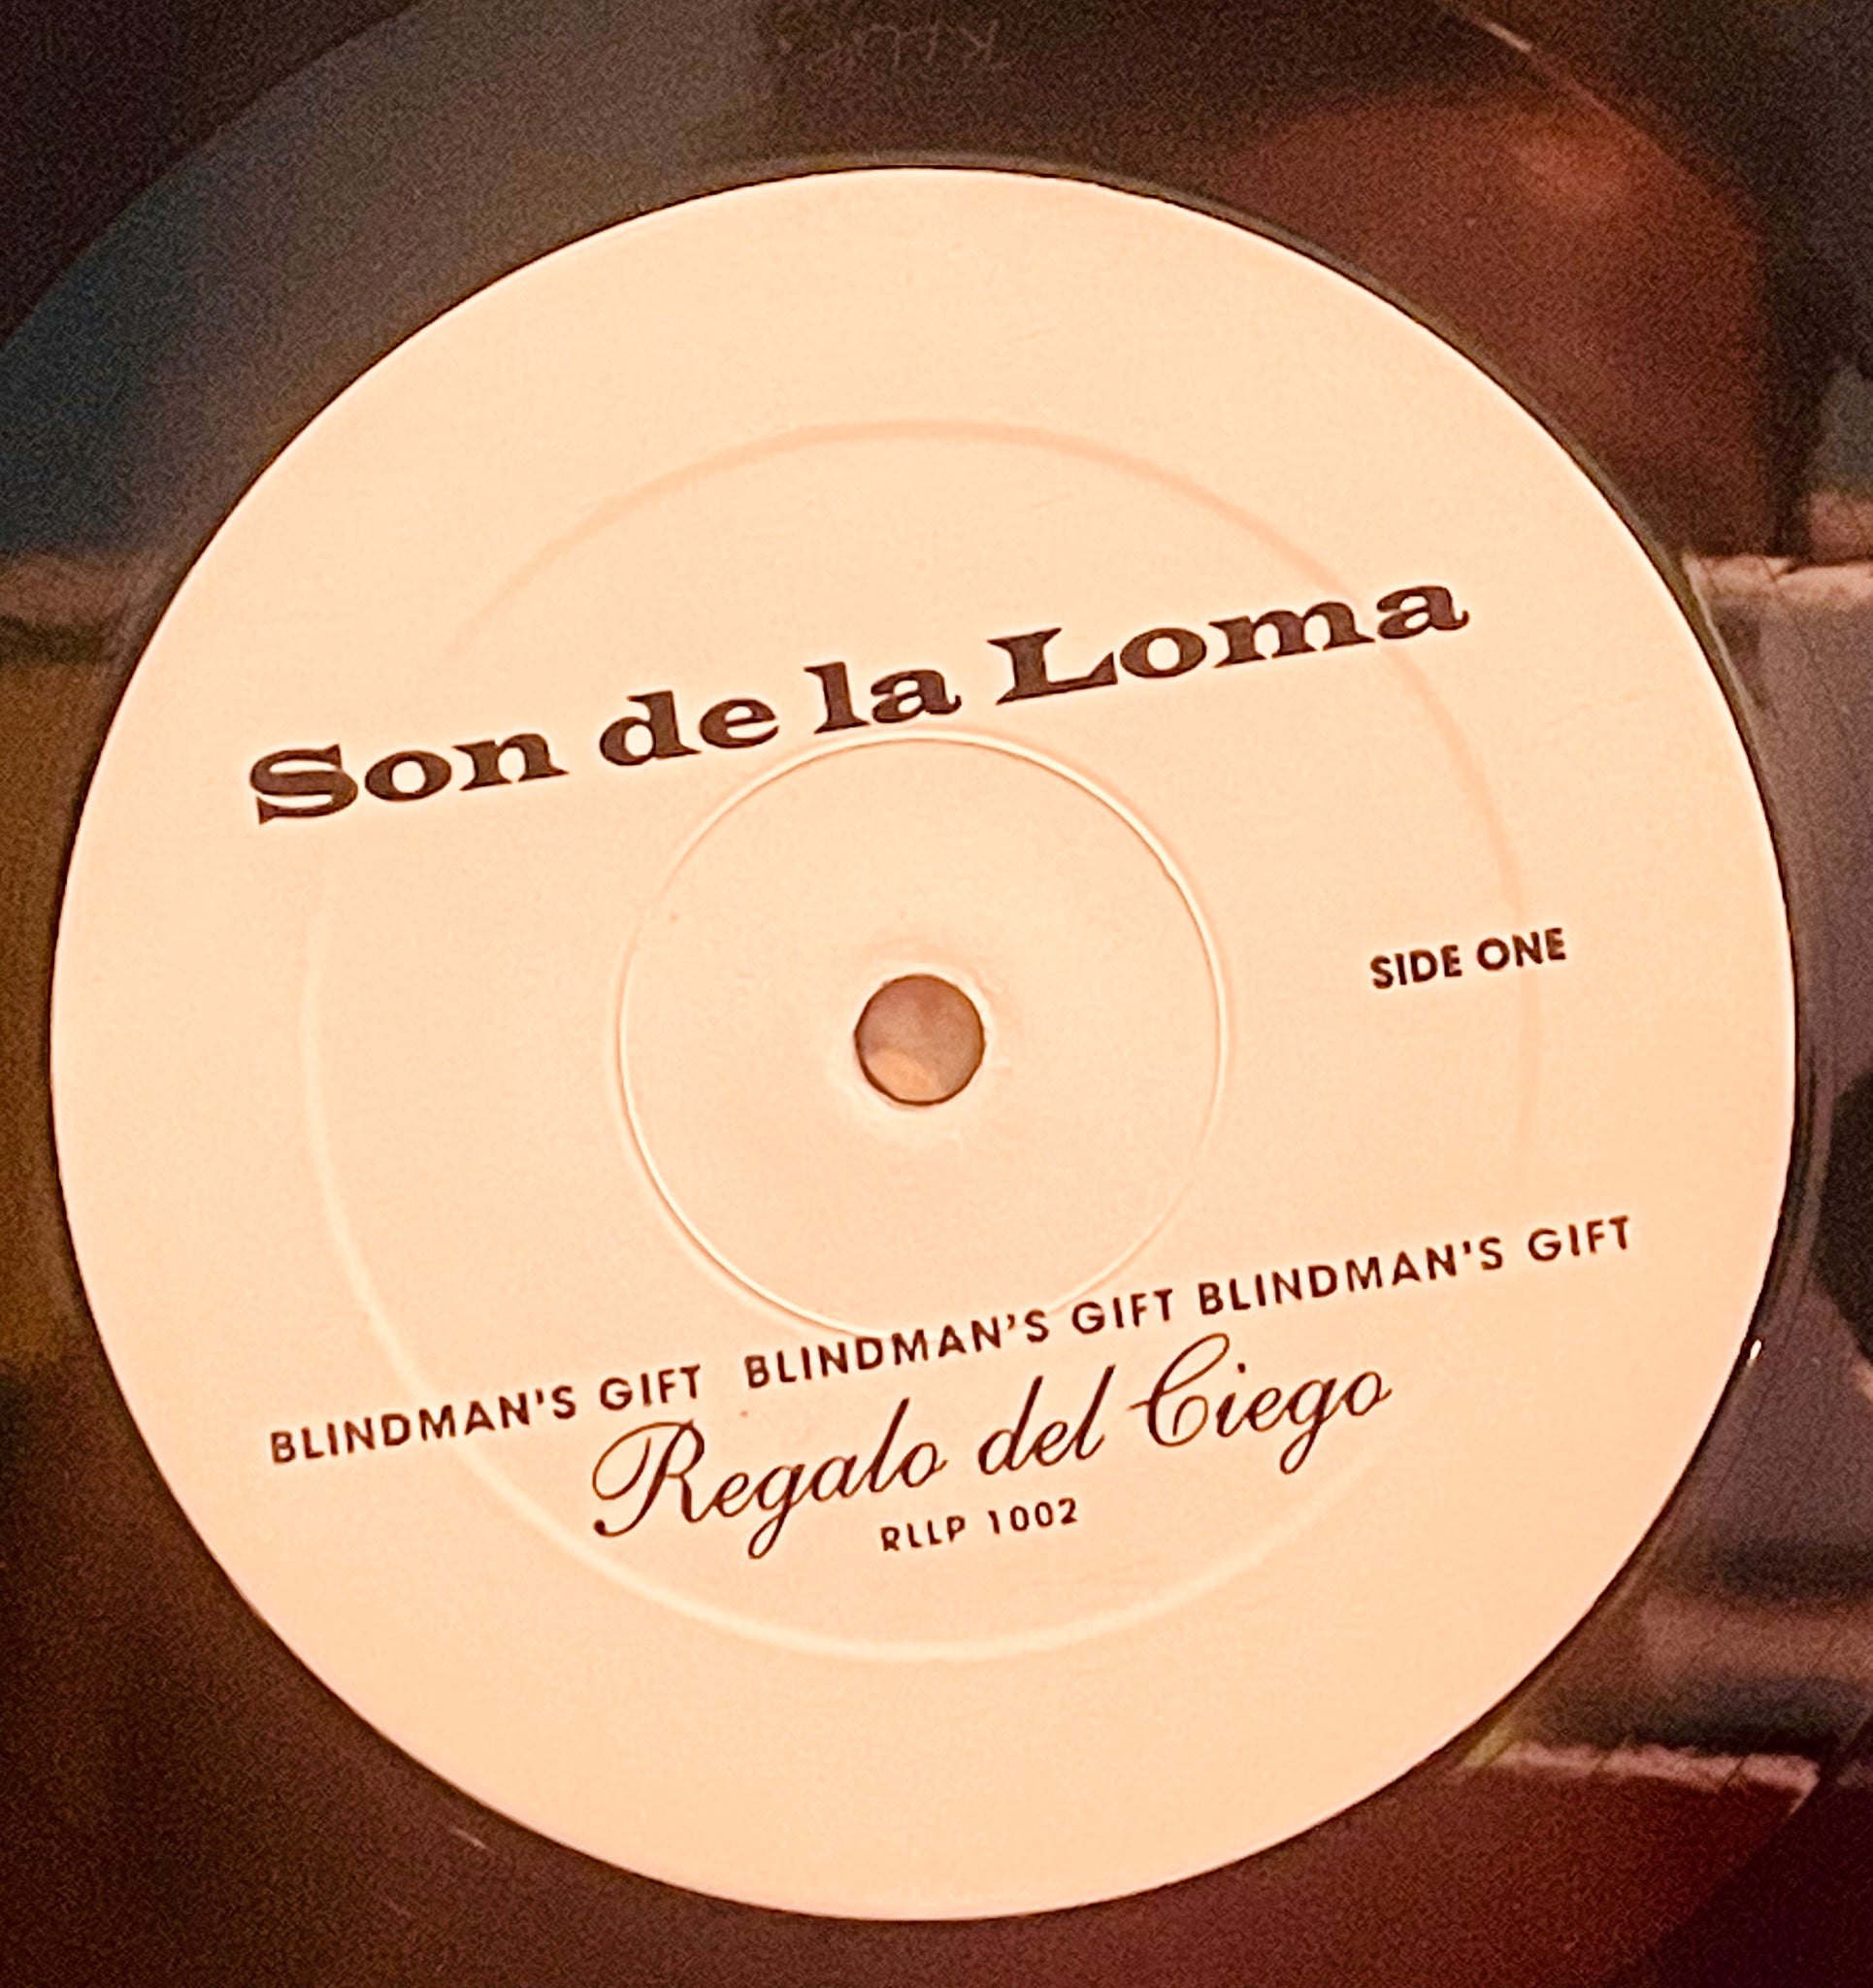 Son de la Loma
SIDE ONE
BLINDMAN'S GIFT BLINDMAN'S GIFT BLINDMAN'S GIFT
Regalo del Ciego
RLLP 1002